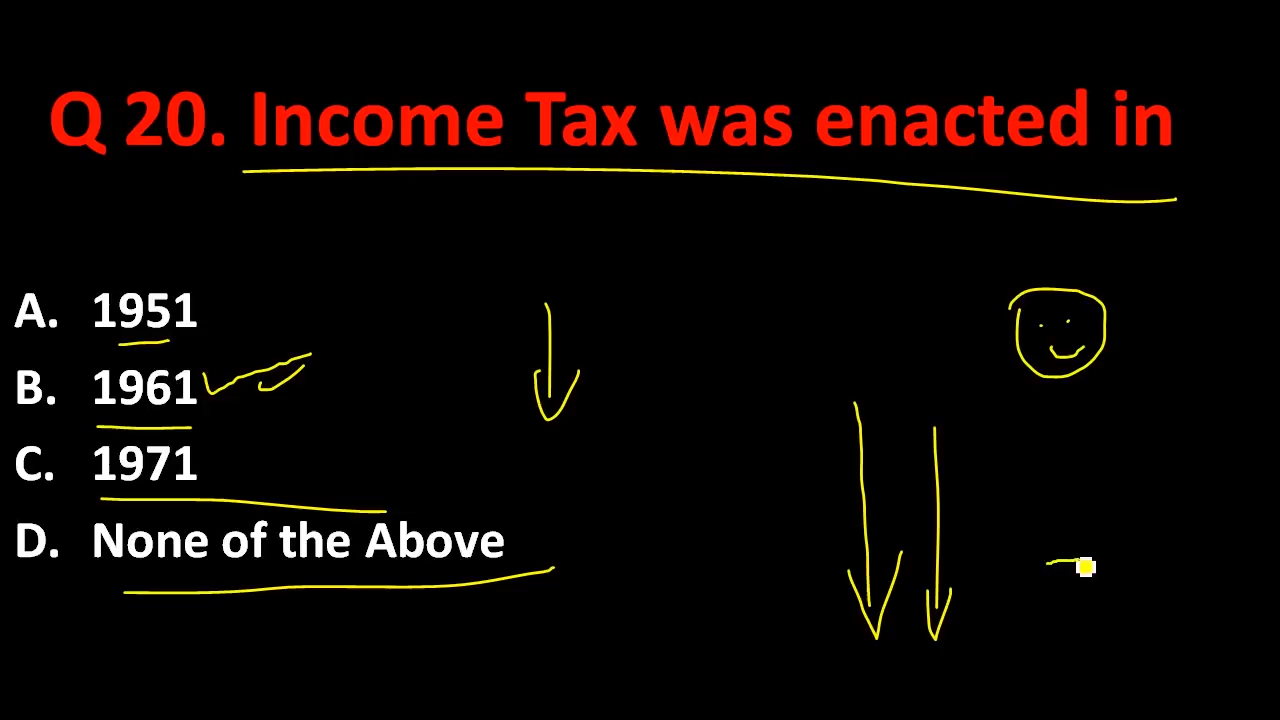 Q 20. Income Tax was enacted in
A. 1951
B. 1961
C. 1971
D. None of the Above